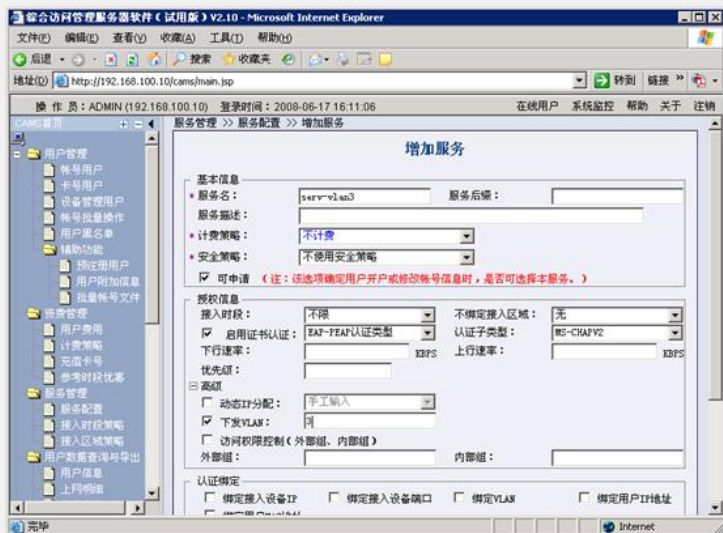 综合访问管理服务器软件(试用版)V2.10 - Microsoft Internet Explorer
文件(F) 编辑(E) 查看(V) 收藏(A) 工具(T) 帮助(H)
后退 搜索 收藏夹
地址(D) http://192.168.100.10/cams/main.jsp 转到 链接 »
操 作 员:ADMIN (192.168.100.10) 登录时间:2008-06-17 16:11:06 在线用户 系统监控 帮助 关于 注销
CAMS首页 服务管理 >> 服务配置 >> 增加服务
用户管理
帐号用户
卡号用户
设备管理用户
帐号批量操作
用户黑名单
辅助功能
预注册用户
用户附加信息
批量帐号文件
资费管理
用户费用
计费策略
充值卡号
参考时段优惠
服务管理
服务配置
接入时段策略
接入区域策略
用户数据查询与导出
用户信息
上网明细
增加服务
基本信息
* 服务名: serv-vlan3 服务后缀:
服务描述:
* 计费策略: 不计费
* 安全策略: 不使用安全策略
可申请 (注:该选项确定用户开户或修改帐号信息时,是否可选择本服务。)
授权信息
接入时段: 不限 不绑定接入区域: 无
启用证书认证: EAP-PEAP认证类型 认证子类型: MS-CHAPV2
下行速率: KBPS 上行速率: KBPS
优先级:
高级
动态IP分配: 手工输入
下发VLAN: 3
访问权限控制(外部组、内部组)
外部组: 内部组:
认证绑定
绑定接入设备IP 绑定接入设备端口 绑定VLAN 绑定用户IP地址
完毕 Internet